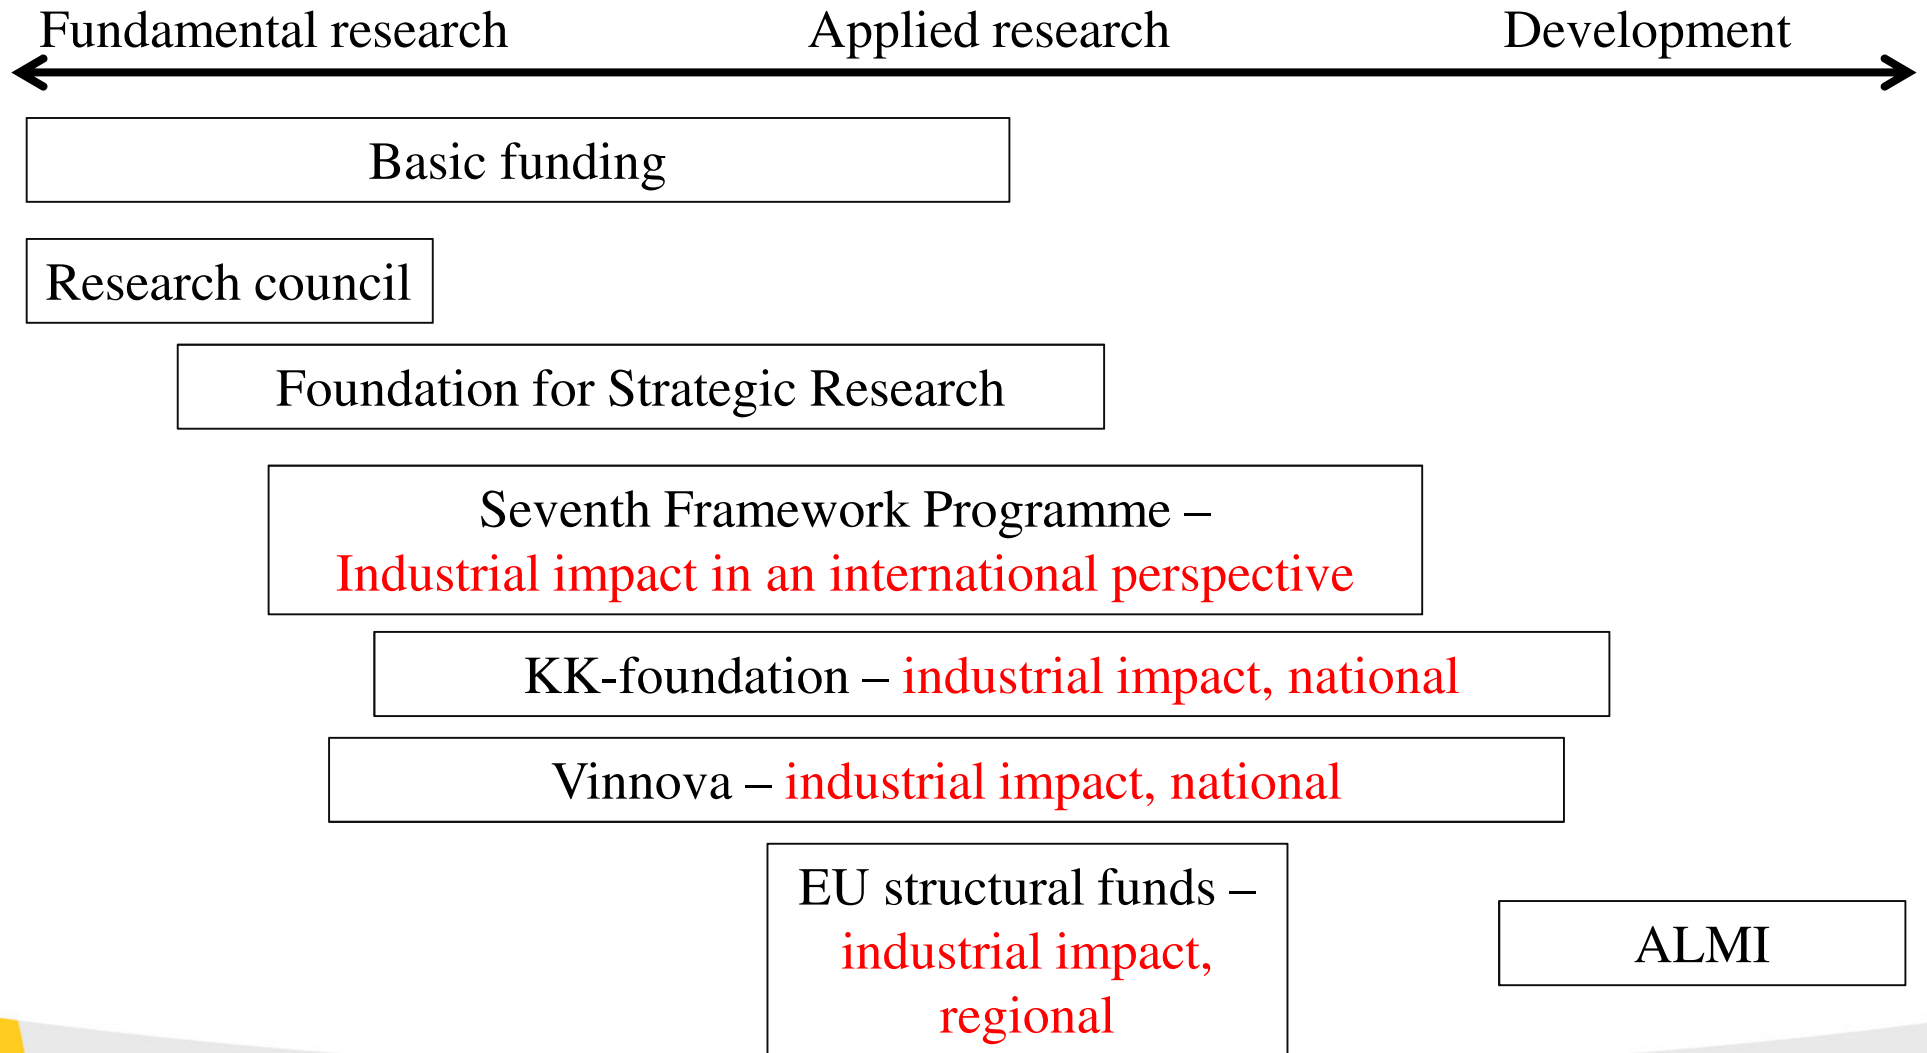 Fundamental research Applied research Development
Basic funding
Research council
Foundation for Strategic Research
Seventh Framework Programme –
Industrial impact in an international perspective
KK-foundation – industrial impact, national
Vinnova – industrial impact, national
EU structural funds –
industrial impact,
regional
ALMI